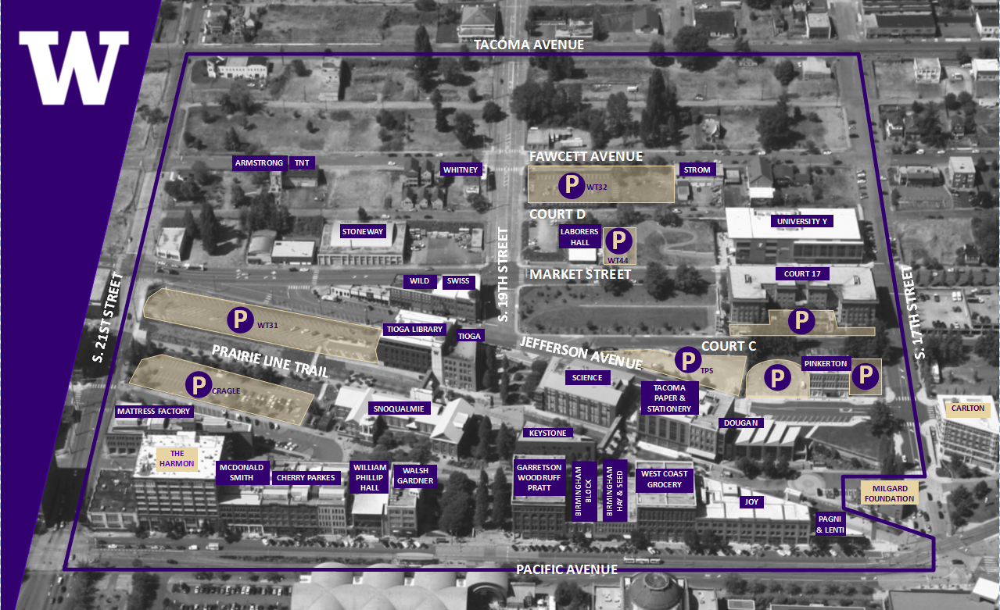 W
TACOMA AVENUE
FAWCETT AVENUE
ARMSTRONG
TNT
WHITNEY
STROM
P
WT32
COURT D
UNIVERSITY Y
STONEWAY
LABORERS
HALL
P
WT44
S. 19TH STREET
MARKET STREET
COURT 17
WILD
SWISS
S. 21ST STREET
S. 17TH STREET
P
WT31
P
TIOGA LIBRARY
TIOGA
JEFFERSON AVENUE
COURT C
PRAIRIE LINE TRAIL
P
TPS
PINKERTON
P
P
SCIENCE
P
CRAGLE
TACOMA
PAPER &
STATIONERY
MATTRESS FACTORY
SNOQUALMIE
CARLTON
DOUGAN
KEYSTONE
THE
HARMON
MCDONALD
SMITH
CHERRY PARKES
WILLIAM
PHILLIP
HALL
WALSH
GARDNER
GARRETSON
WOODRUFF
PRATT
BIRMINGHAM
BLOCK
BIRMINGHAM
HAY & SEED
WEST COAST
GROCERY
MILGARD
FOUNDATION
JOY
PAGNI
& LENTI
PACIFIC AVENUE